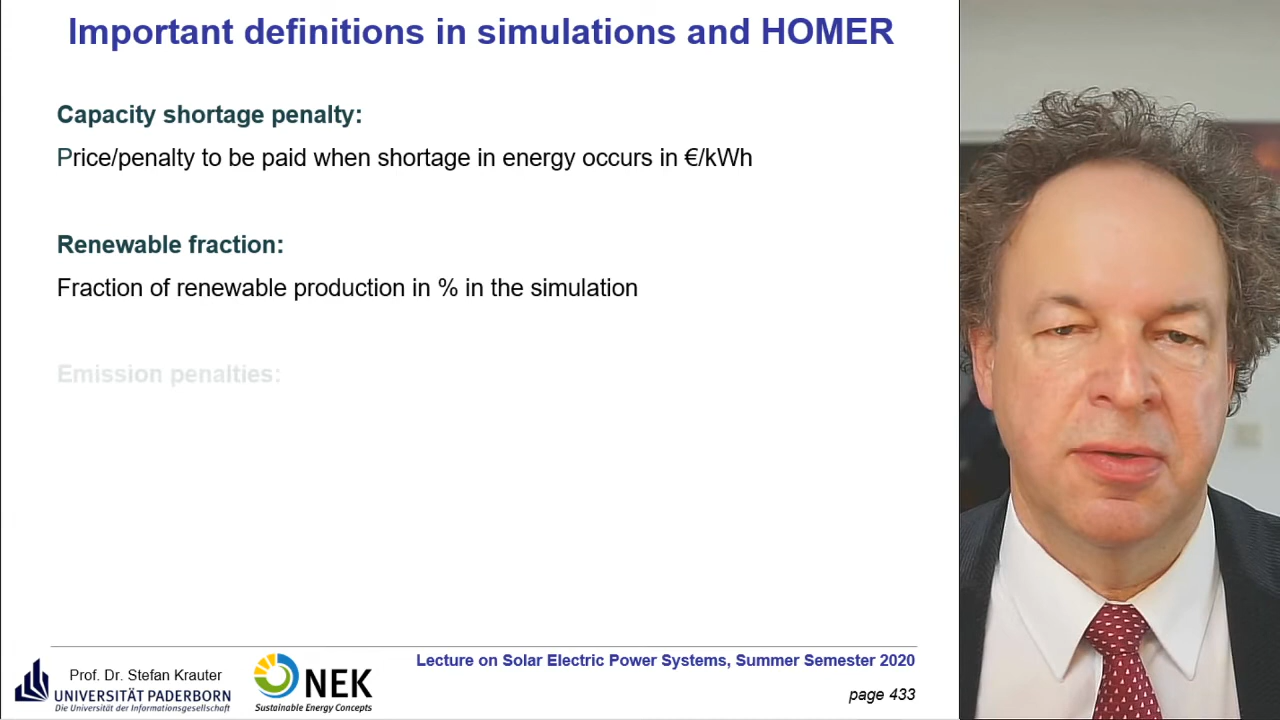 Important definitions in simulations and HOMER
Capacity shortage penalty:
Price/penalty to be paid when shortage in energy occurs in €/kWh
Renewable fraction:
Fraction of renewable production in % in the simulation
Emission penalties:
Prof. Dr. Stefan Krauter
UNIVERSITÄT PADERBORN
Die Universität der Informationsgesellschaft
NEK
Sustainable Energy Concepts
Lecture on Solar Electric Power Systems, Summer Semester 2020
page 433